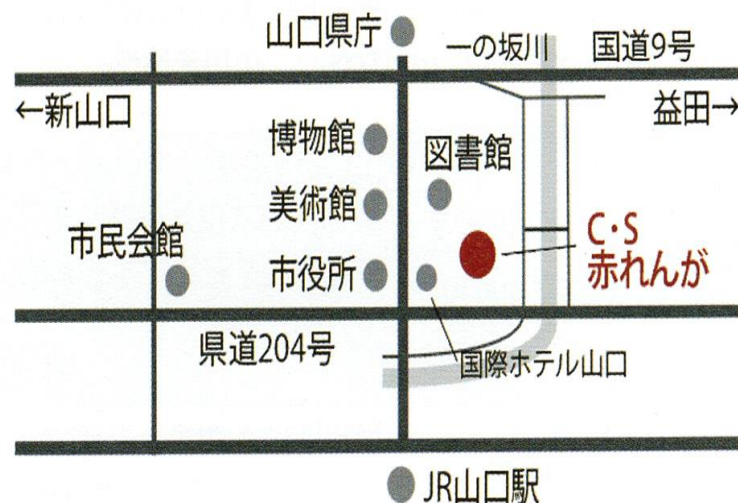 山口県庁
一の坂川
国道9号
←新山口
益田→
博物館
図書館
美術館
C・S
赤れんが
市民会館
市役所
県道204号
国際ホテル山口
JR山口駅